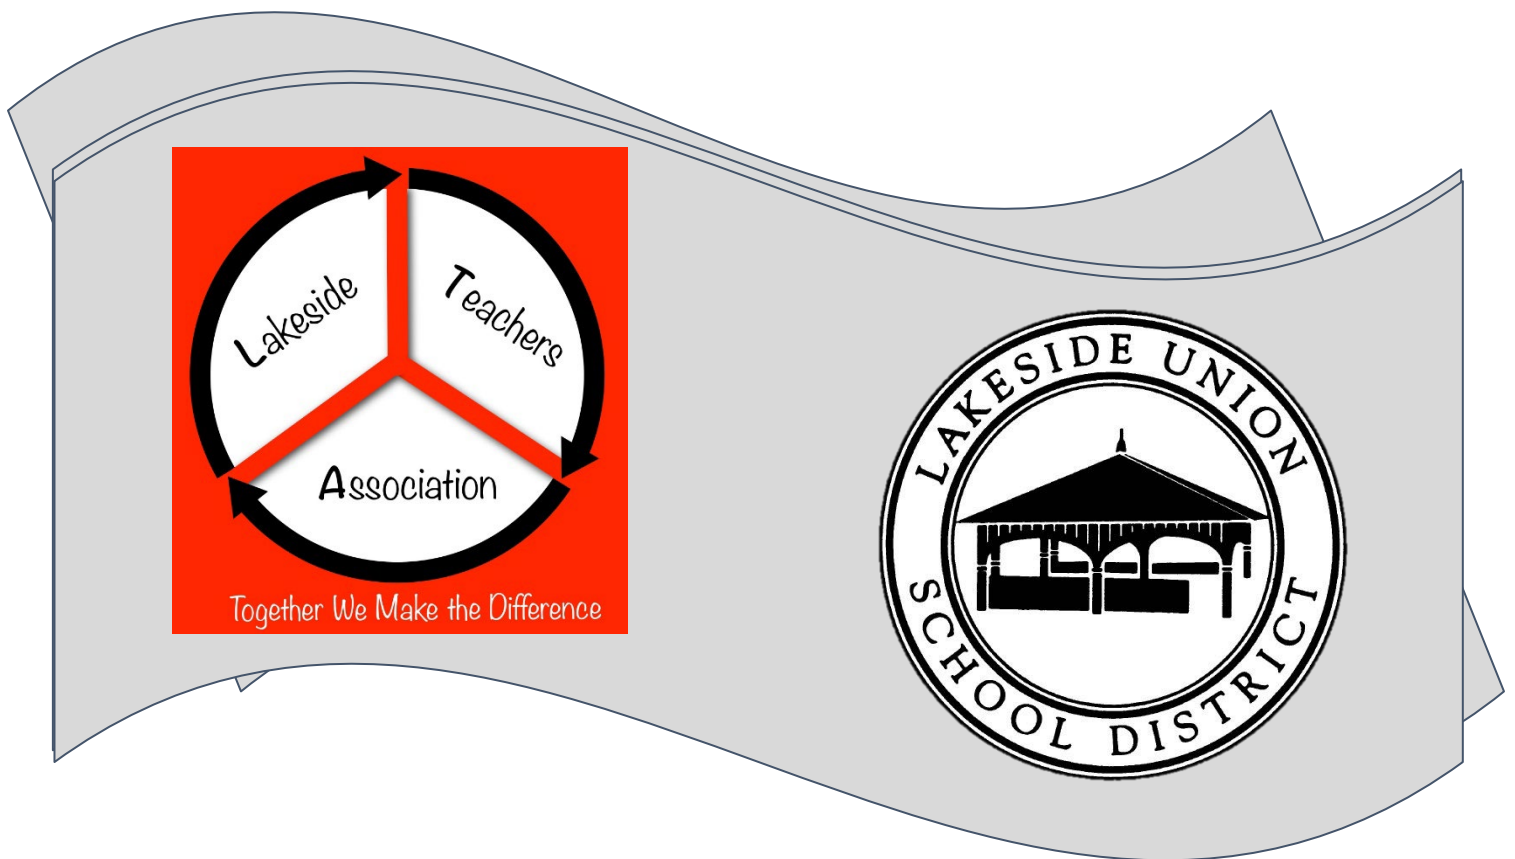 Lakeside
Teachers
Association
Together We Make the Difference
LAKESIDE UNION
SCHOOL DISTRICT